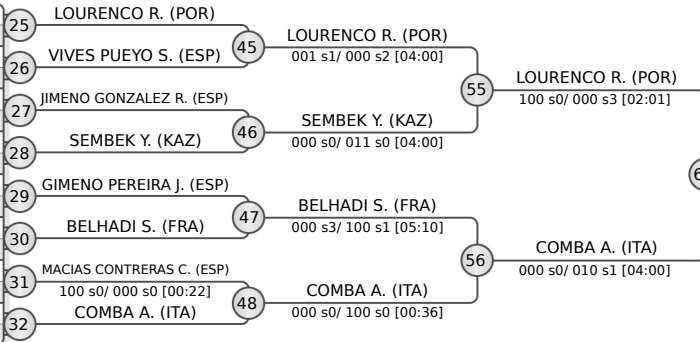 LOURENCO R. (POR)
25
45
LOURENCO R. (POR)
001 s1/ 000 s2 [04:00]
VIVES PUEYO S. (ESP)
26
55
LOURENCO R. (POR)
100 s0/ 000 s3 [02:01]
JIMENO GONZALEZ R. (ESP)
27
46
SEMBEK Y. (KAZ)
000 s0/ 011 s0 [04:00]
SEMBEK Y. (KAZ)
28
GIMENO PEREIRA J. (ESP)
29
47
BELHADI S. (FRA)
000 s3/ 100 s1 [05:10]
BELHADI S. (FRA)
30
56
COMBA A. (ITA)
000 s0/ 010 s1 [04:00]
MACIAS CONTRERAS C. (ESP)
31
100 s0/ 000 s0 [00:22]
48
COMBA A. (ITA)
000 s0/ 100 s0 [00:36]
COMBA A. (ITA)
32